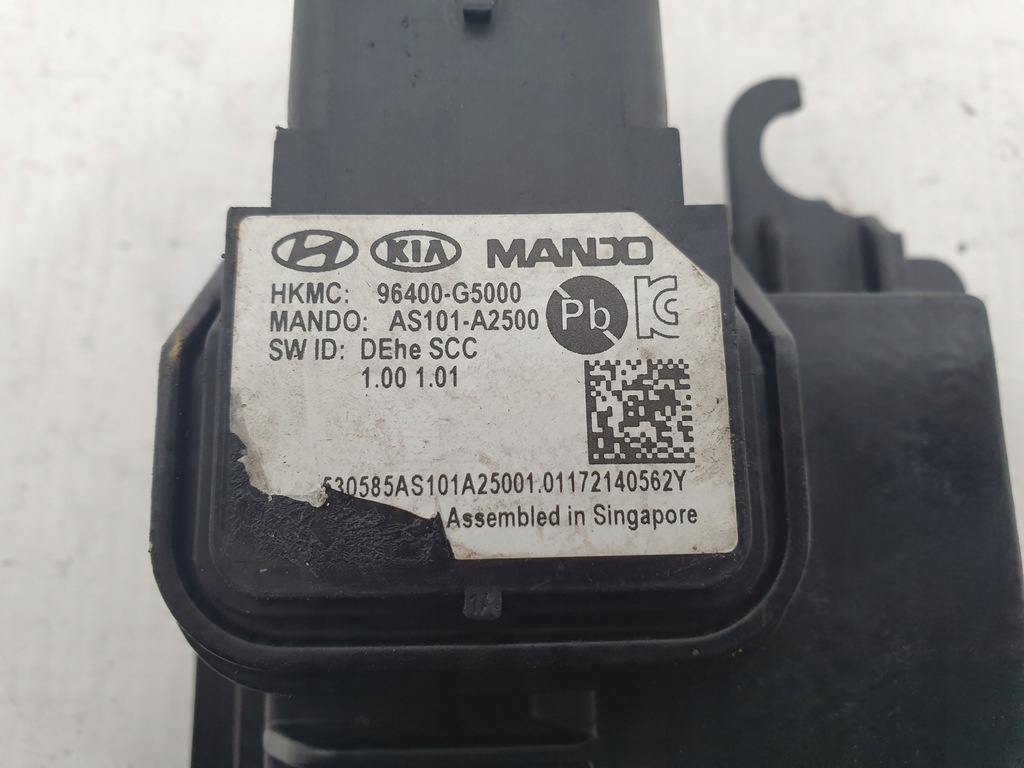 KIA MANDO
HKMC: 96400-G5000
MANDO: AS101-A2500
Pb
SW ID: DEhe SCC
1.00 1.01
530585AS101A25001.01172140562Y
Assembled in Singapore